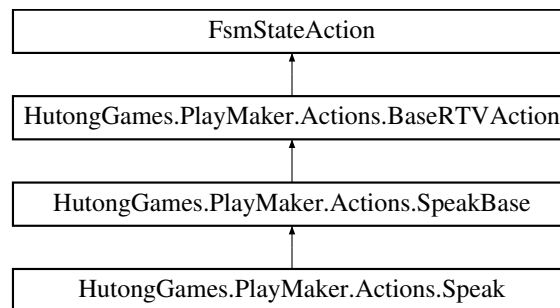 FsmStateAction
HutongGames.PlayMaker.Actions.BaseRTVAction
HutongGames.PlayMaker.Actions.SpeakBase
HutongGames.PlayMaker.Actions.Speak